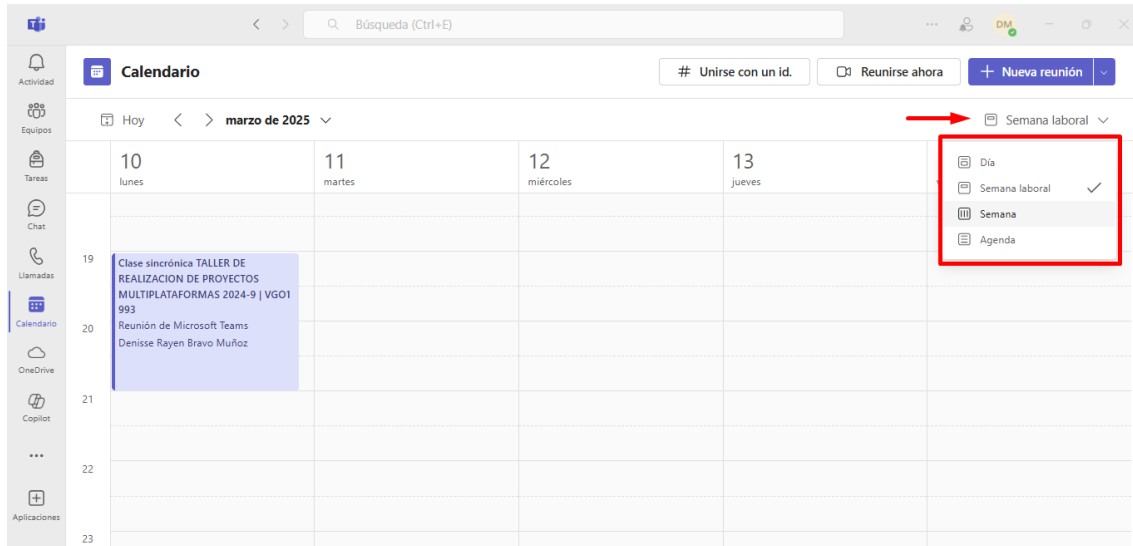 Búsqueda (Ctrl+E)
DM
Actividad
Equipos
Tareas
Chat
Llamadas
Calendario
OneDrive
Copilot
Aplicaciones
Calendario
# Unirse con un id.
Reunirse ahora
+ Nueva reunión
Hoy
marzo de 2025
Semana laboral
10
lunes
11
martes
12
miércoles
13
jueves
Día
Semana laboral
Semana
Agenda
19
Clase sincrónica TALLER DE
REALIZACION DE PROYECTOS
MULTIPLATAFORMAS 2024-9 | VGO1
993
Reunión de Microsoft Teams
Denisse Rayen Bravo Muñoz
20
21
22
23